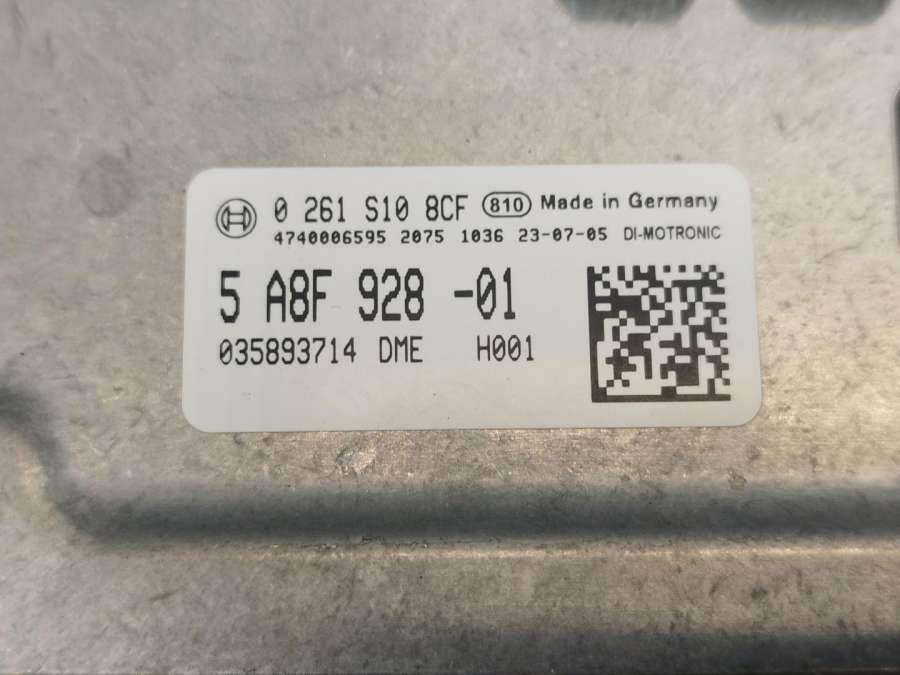 0 261 S10 8CF 810 Made in Germany
4740006595 2075 1036 23-07-05 DI-MOTRONIC
5 A8F 928 -01
035893714 DME H001